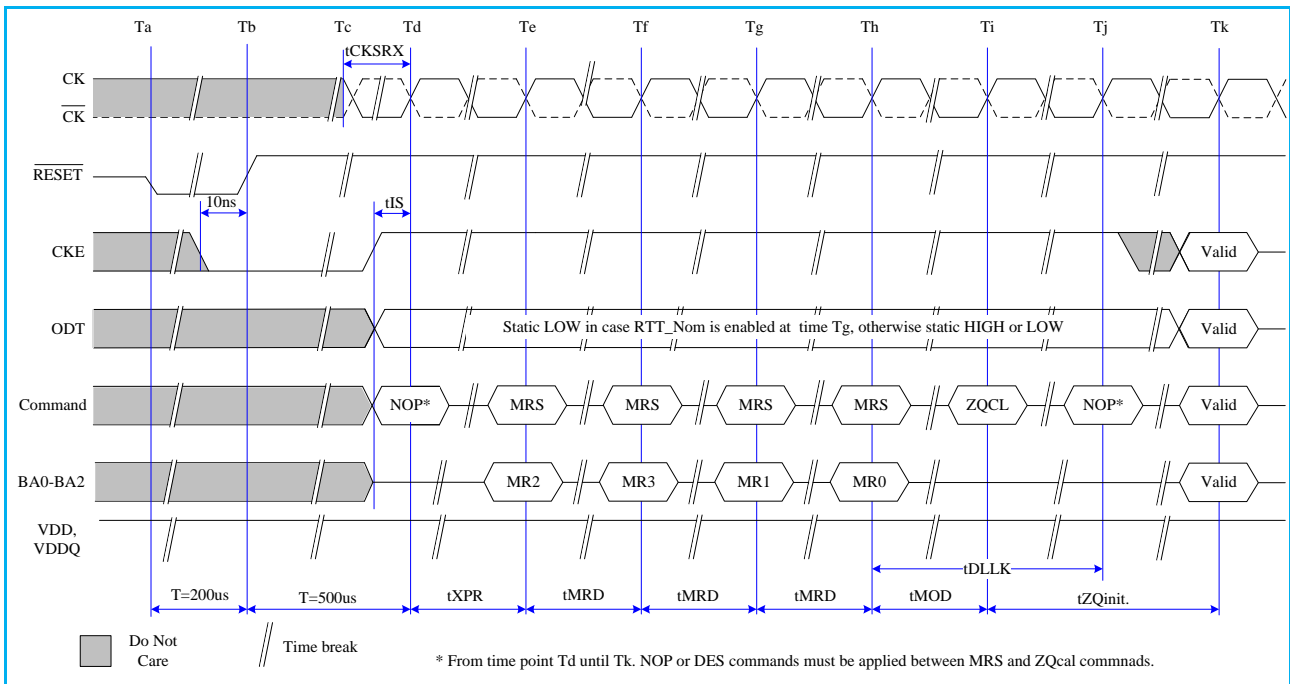 Ta Tb Tc Td Te Tf Tg Th Ti Tj Tk
tCKSRX
CK
CK
RESET
10ns
tIS
CKE
Valid
ODT
Static LOW in case RTT_Nom is enabled at time Tg, otherwise static HIGH or LOW
Valid
Command
NOP* MRS MRS MRS MRS ZQCL NOP* Valid
BA0-BA2
MR2 MR3 MR1 MR0 Valid
VDD,
VDDQ
tDLLK
T=200us T=500us tXPR tMRD tMRD tMRD tMOD tZQinit.
Do Not
Care
Time break
* From time point Td until Tk. NOP or DES commands must be applied between MRS and ZQcal commnads.